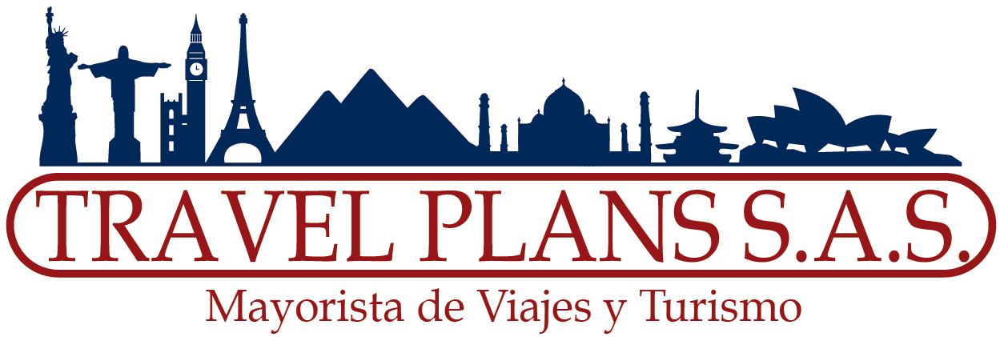 TRAVEL PLANS S.A.S.
Mayorista de Viajes y Turismo